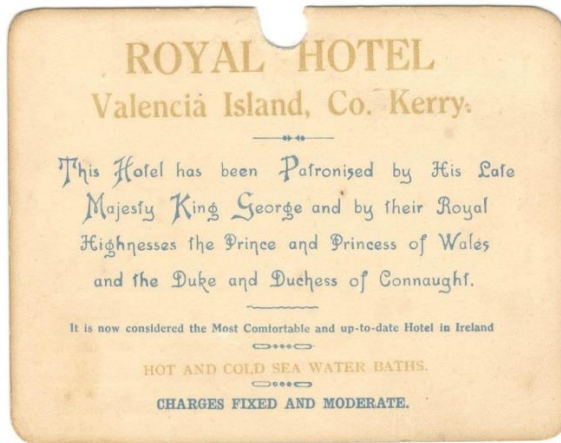 ROYAL HOTEL
Valencia Island, Co. Kerry.
This Hotel has been Patronised by His Late
Majesty King George and by their Royal
Highnesses the Prince and Princess of Wales
and the Duke and Duchess of Connaught.
It is now considered the Most Comfortable and up-to-date Hotel in Ireland
HOT AND COLD SEA WATER BATHS.
CHARGES FIXED AND MODERATE.